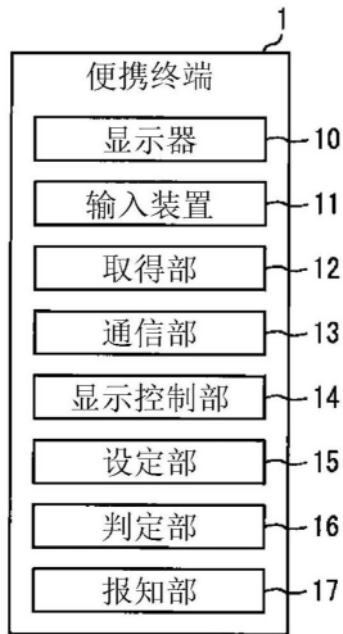 1
便携终端
显示器 10
输入装置 11
取得部 12
通信部 13
显示控制部 14
设定部 15
判定部 16
报知部 17